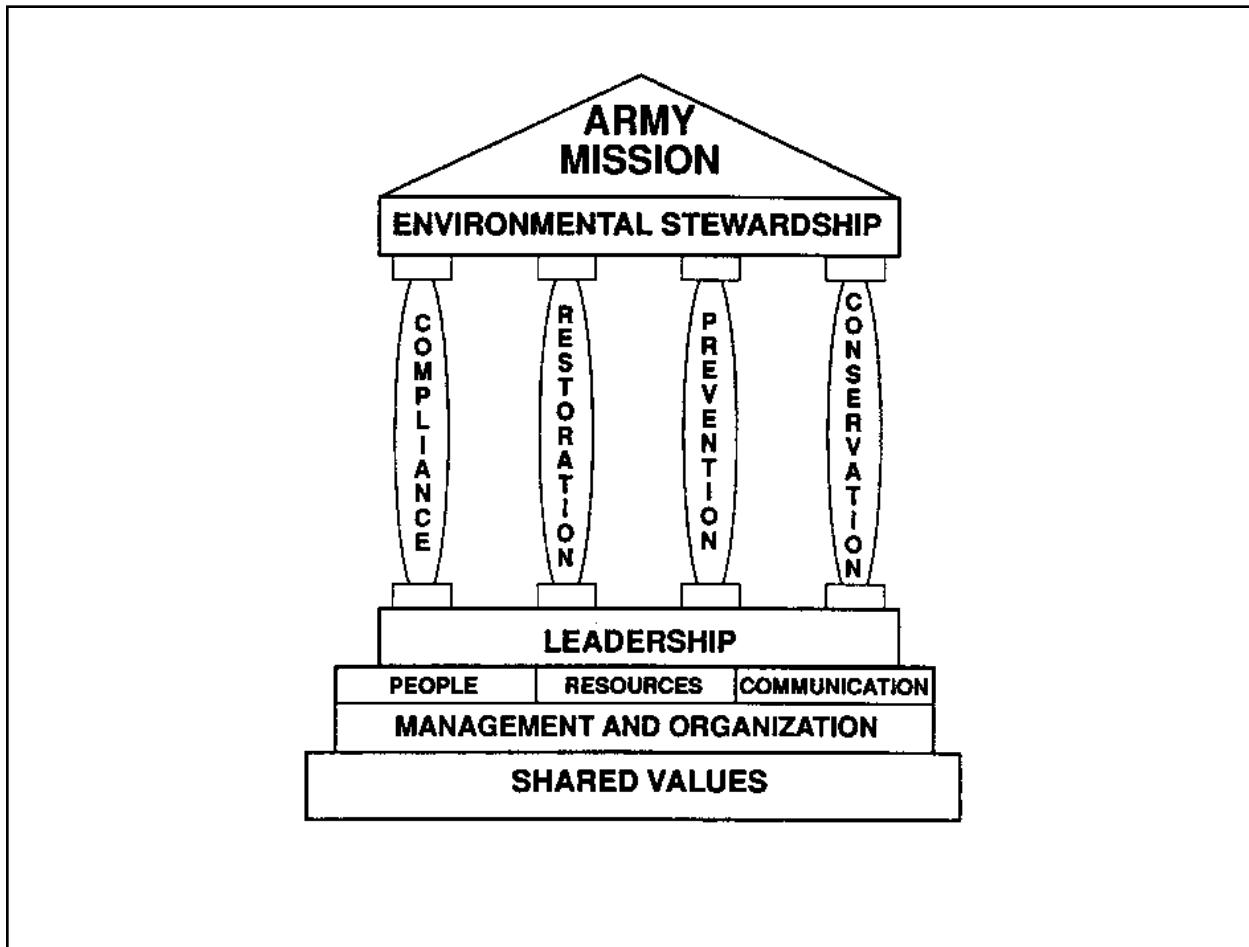 ARMY
MISSION
ENVIRONMENTAL STEWARDSHIP
COMPLIANCE
RESTORATION
PREVENTION
CONSERVATION
LEADERSHIP
PEOPLE RESOURCES COMMUNICATION
MANAGEMENT AND ORGANIZATION
SHARED VALUES